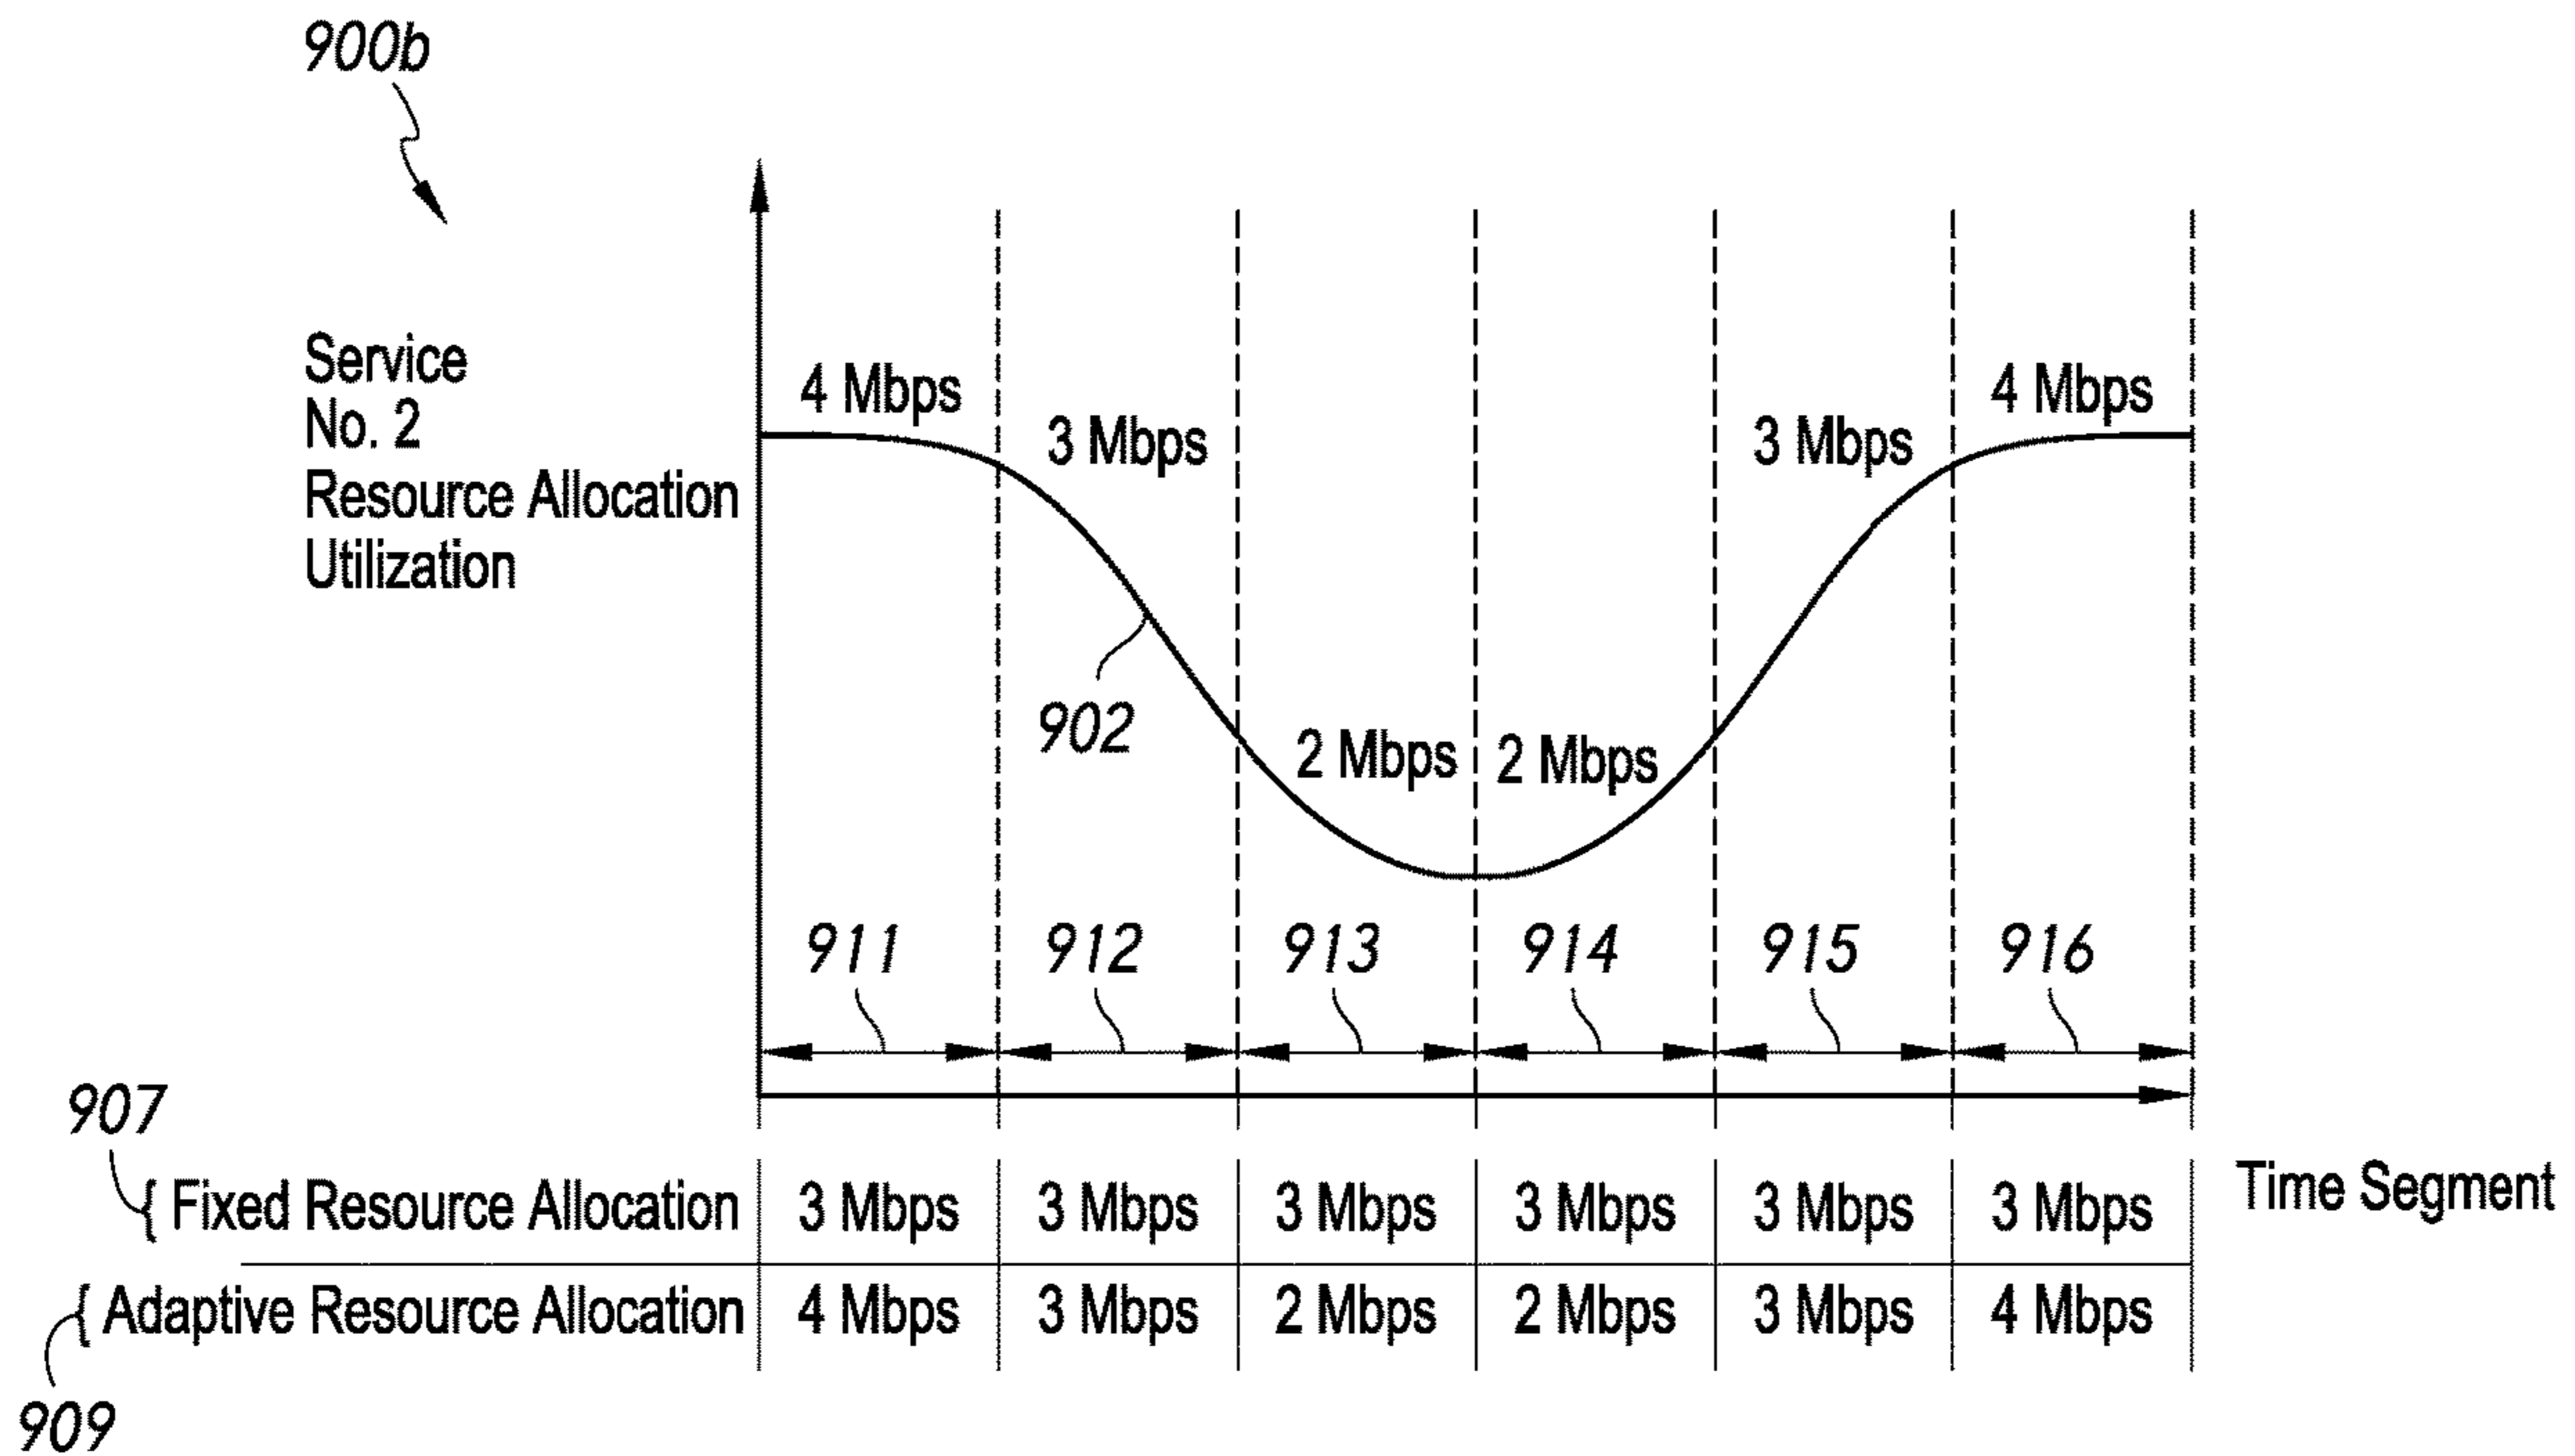 900b
Service
No. 2
Resource Allocation
Utilization
4 Mbps
3 Mbps
2 Mbps
2 Mbps
3 Mbps
4 Mbps
902
911
912
913
914
915
916
907
{ Fixed Resource Allocation 3 Mbps 3 Mbps 3 Mbps 3 Mbps 3 Mbps 3 Mbps
Time Segment
{ Adaptive Resource Allocation 4 Mbps 3 Mbps 2 Mbps 2 Mbps 3 Mbps 4 Mbps
909